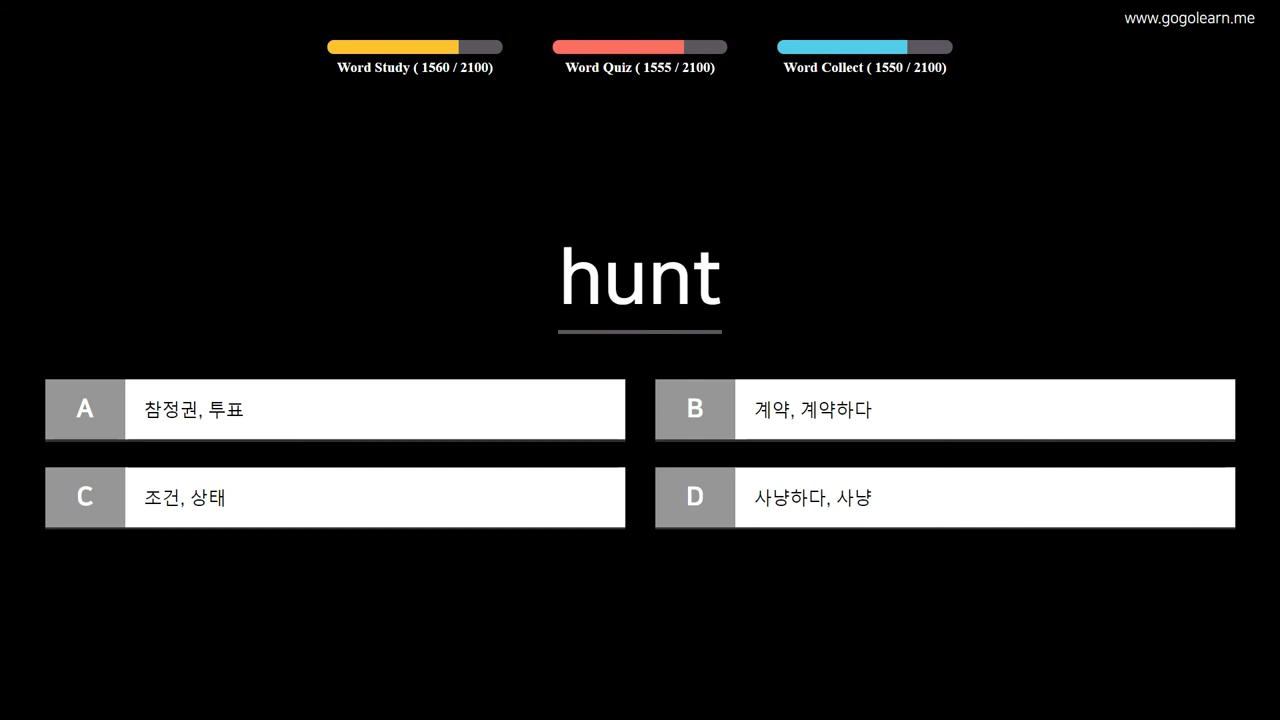 www.gogolearn.me
Word Study ( 1560 / 2100)
Word Quiz ( 1555 / 2100)
Word Collect ( 1550 / 2100)
hunt
A 참정권, 투표
B 계약, 계약하다
C 조건, 상태
D 사냥하다, 사냥